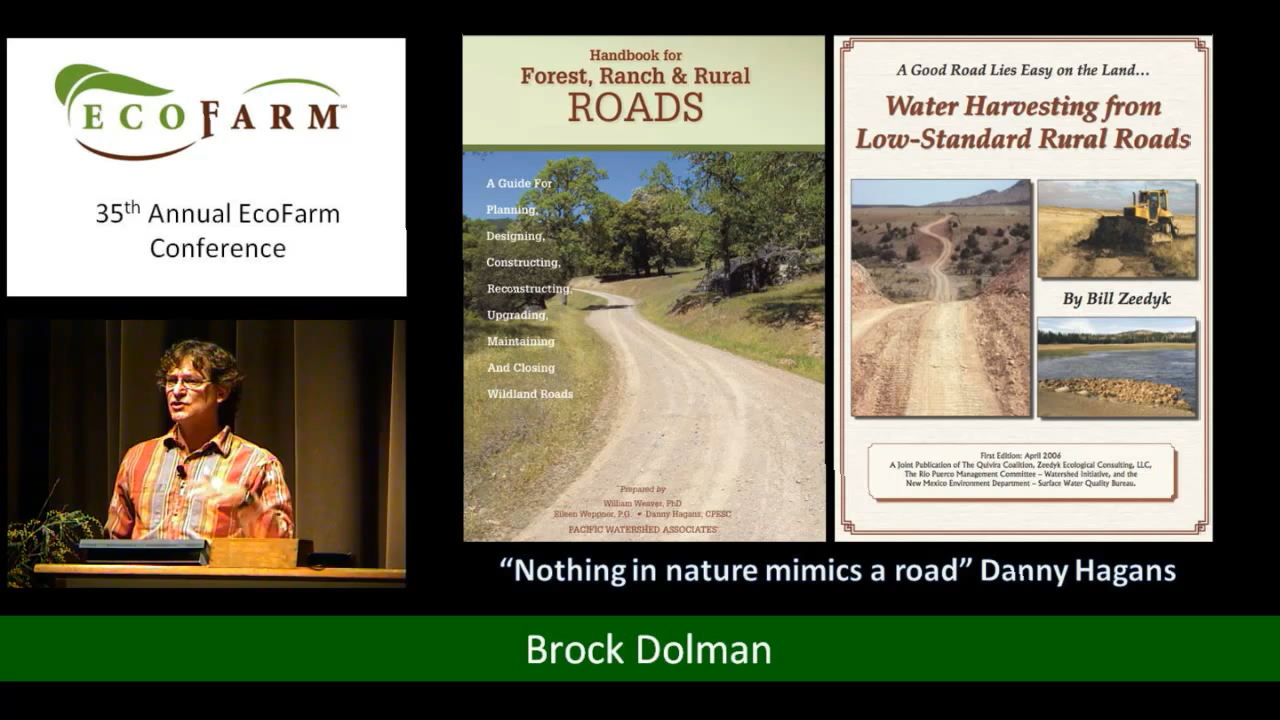 ECOFARM℠
35th Annual EcoFarm
Conference
Handbook for
Forest, Ranch & Rural
ROADS
A Guide For
Planning,
Designing,
Constructing,
Reconstructing,
Upgrading,
Maintaining
And Closing
Wildland Roads
Prepared by
William Weaver, PhD
Eileen Weppner, P.G. • Danny Hagans, CPESC
PACIFIC WATERSHED ASSOCIATES
A Good Road Lies Easy on the Land...
Water Harvesting from
Low-Standard Rural Roads
By Bill Zeedyk
First Edition: April 2006
A Joint Publication of The Quivira Coalition, Zeedyk Ecological Consulting, LLC,
The Rio Puerco Management Committee – Watershed Initiative, and the
New Mexico Environment Department – Surface Water Quality Bureau.
“Nothing in nature mimics a road” Danny Hagans
Brock Dolman